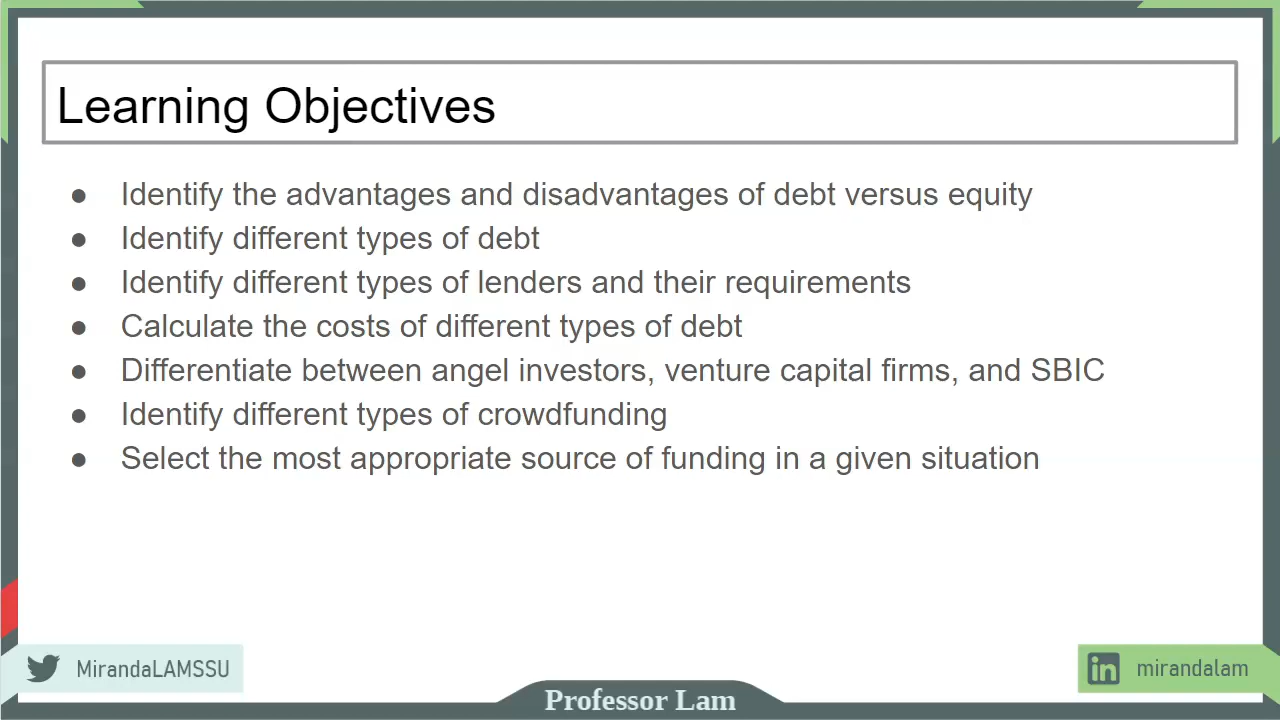 Learning Objectives
● Identify the advantages and disadvantages of debt versus equity
● Identify different types of debt
● Identify different types of lenders and their requirements
● Calculate the costs of different types of debt
● Differentiate between angel investors, venture capital firms, and SBIC
● Identify different types of crowdfunding
● Select the most appropriate source of funding in a given situation
MirandaLAMSSU
in mirandalam
Professor Lam